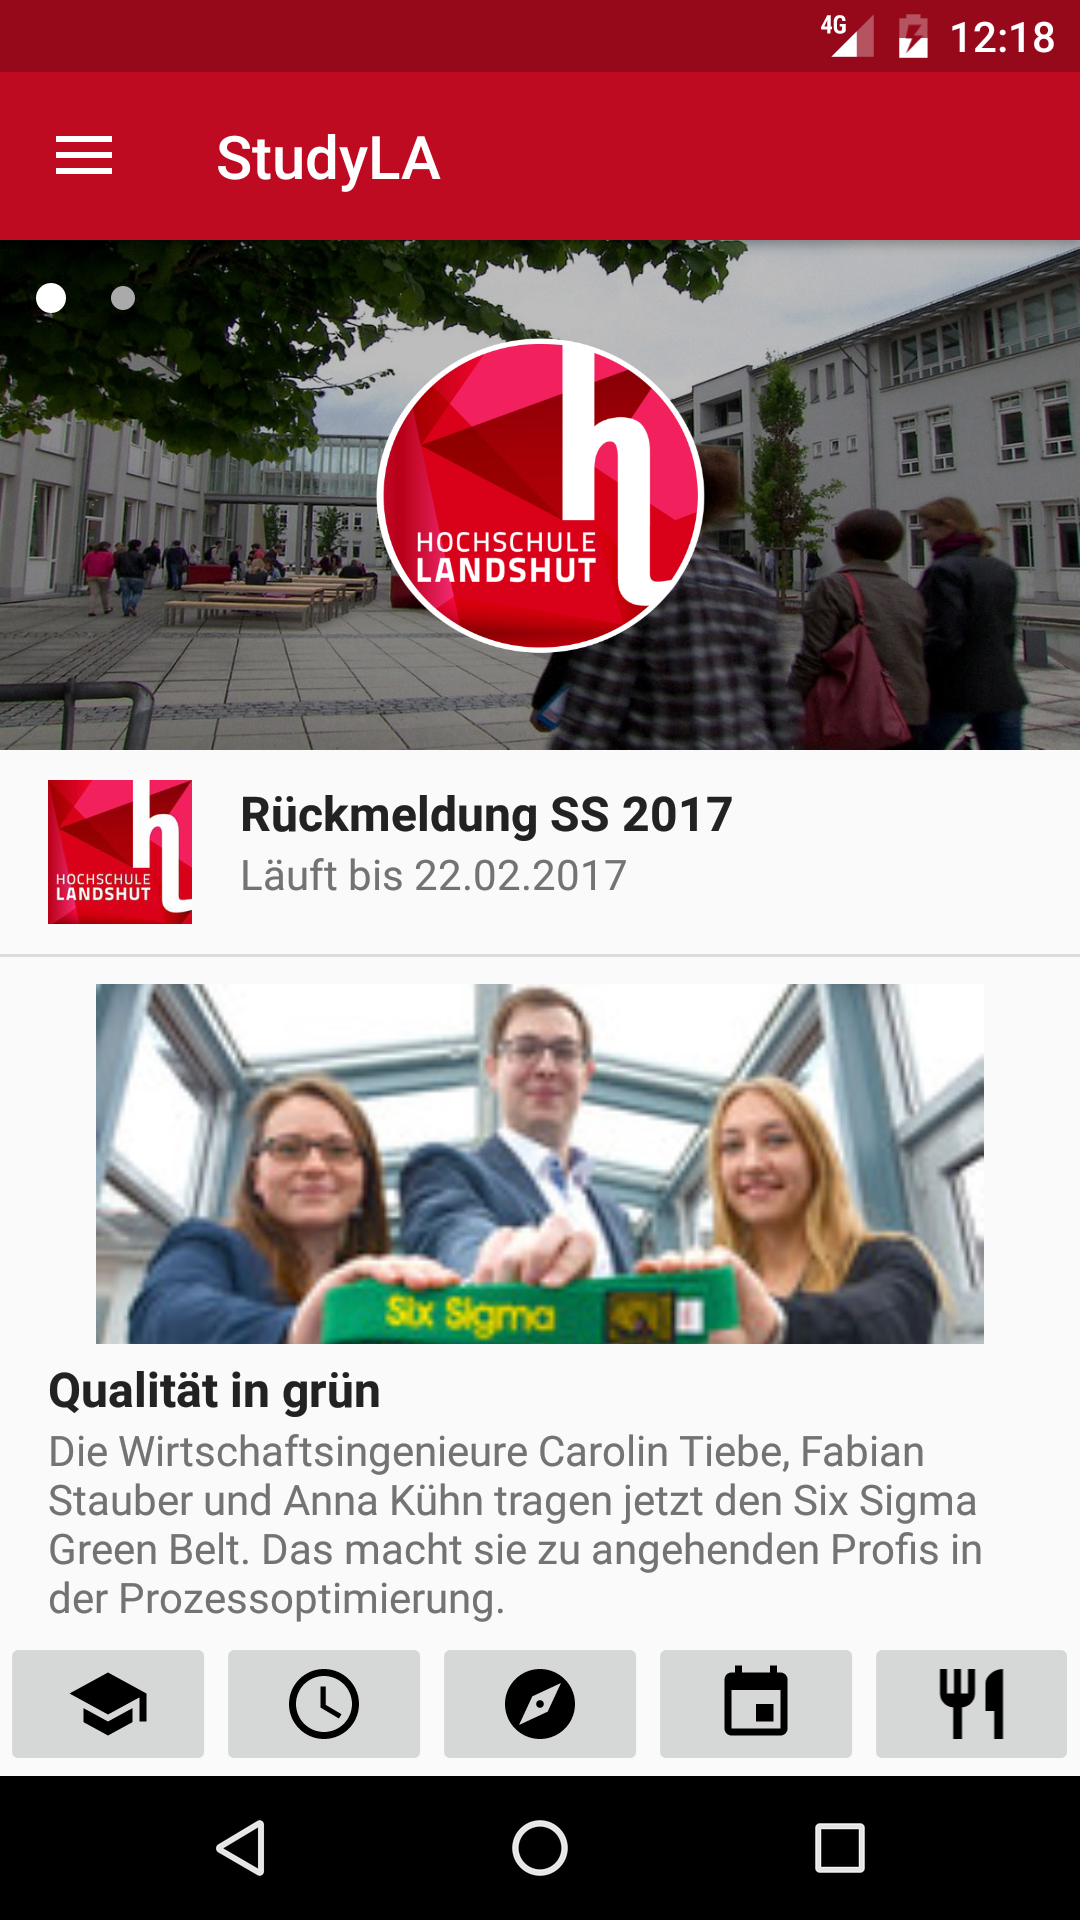 4G 12:18
StudyLA
HOCHSCHULE
LANDSHUT
HOCHSCHULE
LANDSHUT
Rückmeldung SS 2017
Läuft bis 22.02.2017
Six Sigma
Qualität in grün
Die Wirtschaftsingenieure Carolin Tiebe, Fabian
Stauber und Anna Kühn tragen jetzt den Six Sigma
Green Belt. Das macht sie zu angehenden Profis in
der Prozessoptimierung.